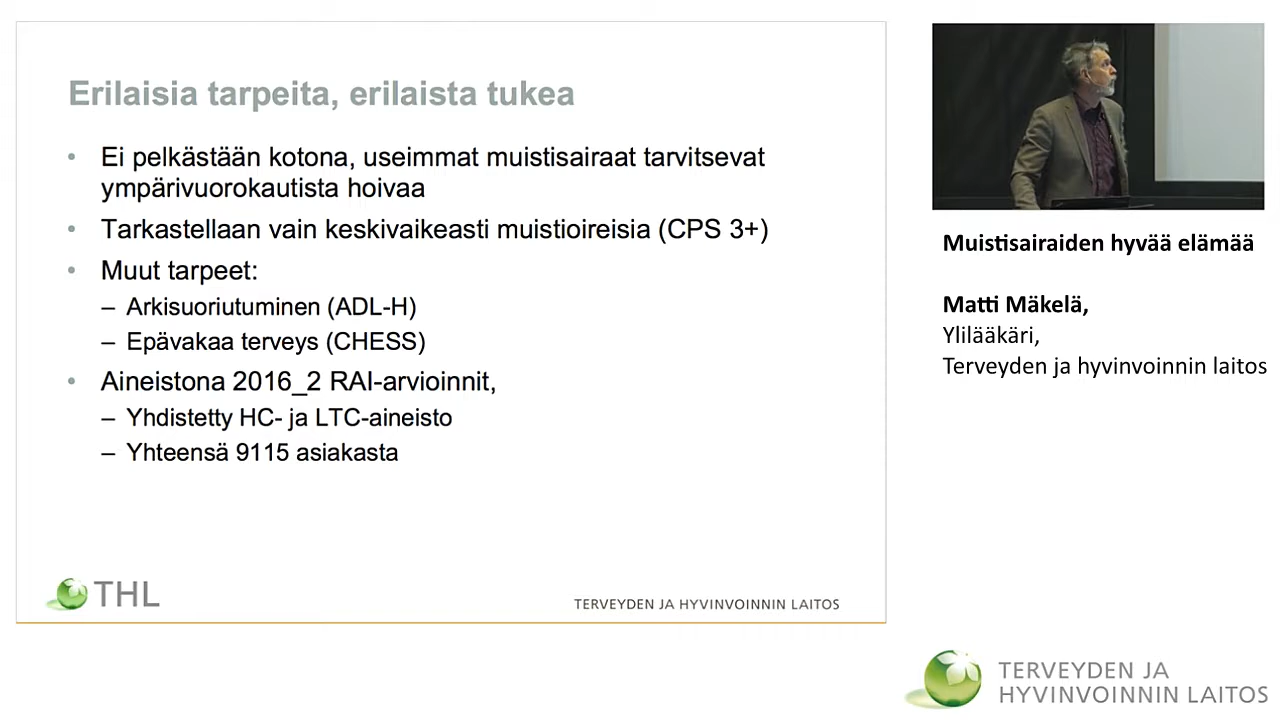 Erilaisia tarpeita, erilaista tukea
• Ei pelkästään kotona, useimmat muistisairaat tarvitsevat
ympärivuorokautista hoivaa
• Tarkastellaan vain keskivaikeasti muistioireisia (CPS 3+)
• Muut tarpeet:
– Arkisuoriutuminen (ADL-H)
– Epävakaa terveys (CHESS)
• Aineistona 2016_2 RAI-arvioinnit,
– Yhdistetty HC- ja LTC-aineisto
– Yhteensä 9115 asiakasta
THL
TERVEYDEN JA HYVINVOINNIN LAITOS
Muistisairaiden hyvää elämää
Matti Mäkelä,
Ylilääkäri,
Terveyden ja hyvinvoinnin laitos
TERVEYDEN JA
HYVINVOINNIN LAITOS